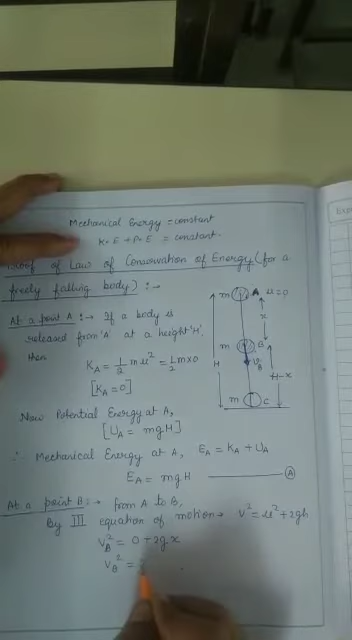 Mechanical Energy = constant
K.E + P.E = constant.
Proof of Law of Conservation of Energy (for a
freely falling body) :-
At a point A :- If a body is
released from 'A' at a height 'H'.
then
K_A = 1/2 m u² = 1/2 m×0
[K_A = 0]
Now Potential Energy at A,
[U_A = mgH]
∴ Mechanical Energy at A, E_A = K_A + U_A
E_A = mgH (A)
At a point B :- from A to B,
By III equation of motion → V² = u² + 2gh
V_B² = 0 + 2gx
V_B² =
m A u=0
x
m B
V_B
H
H-x
m C